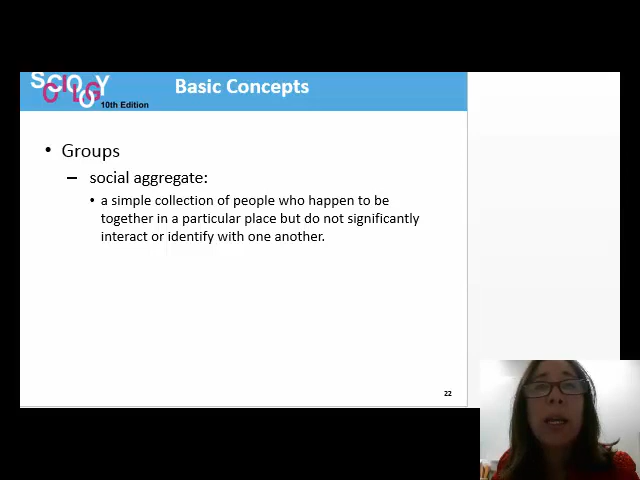 SOCIOLOGY
10th Edition
Basic Concepts
• Groups
– social aggregate:
• a simple collection of people who happen to be
together in a particular place but do not significantly
interact or identify with one another.
22